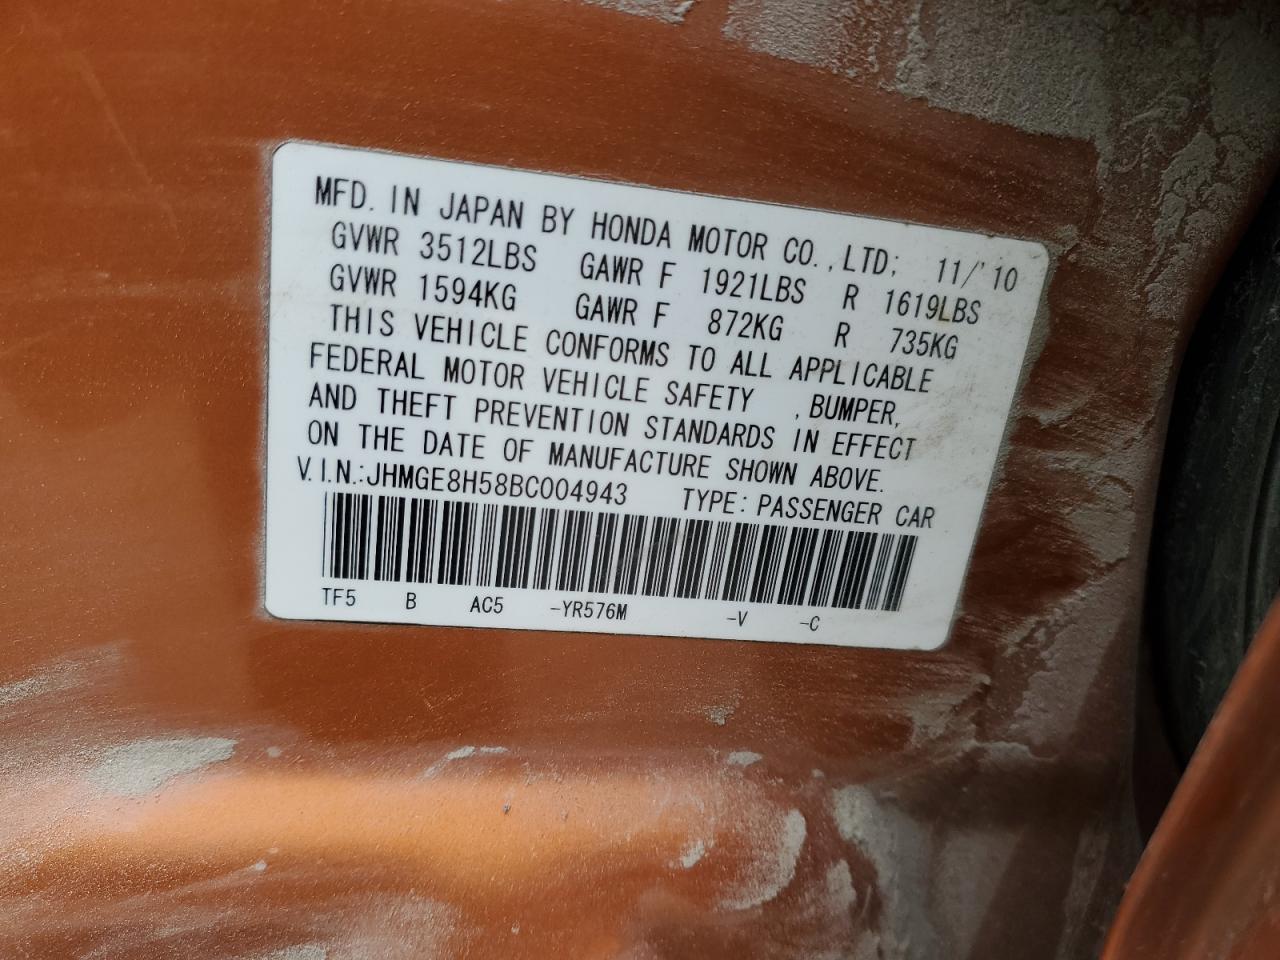 MFD. IN JAPAN BY HONDA MOTOR CO., LTD; 11/'10
GVWR 3512LBS GAWR F 1921LBS R 1619LBS
GVWR 1594KG GAWR F 872KG R 735KG
THIS VEHICLE CONFORMS TO ALL APPLICABLE
FEDERAL MOTOR VEHICLE SAFETY , BUMPER,
AND THEFT PREVENTION STANDARDS IN EFFECT
ON THE DATE OF MANUFACTURE SHOWN ABOVE.
V.I.N.:JHMGE8H58BC004943 TYPE: PASSENGER CAR
TF5 B AC5 -YR576M -V -C